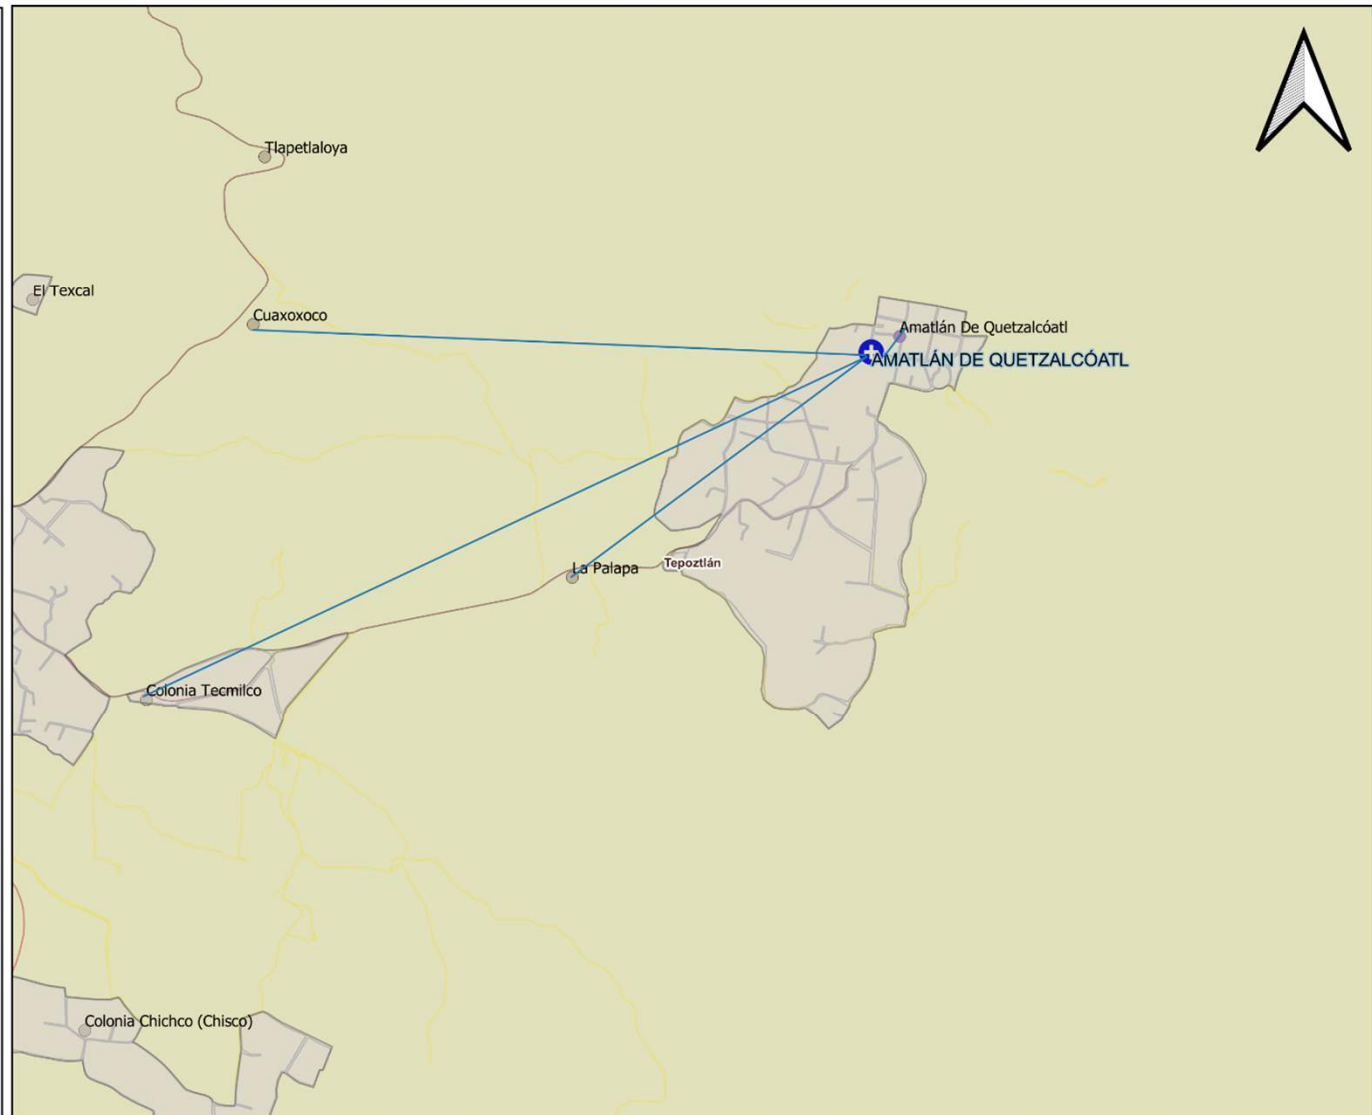 Tlapetlaloya
El Texcal
Cuaxoxoco
Amatlán De Quetzalcóatl
AMATLÁN DE QUETZALCÓATL
La Palapa
Tepoztlán
Colonia Tecmilco
Colonia Chichco (Chisco)